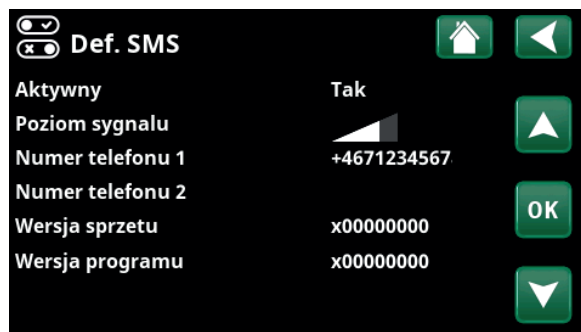 Def. SMS
Aktywny Tak
Poziom sygnalu
Numer telefonu 1 +4671234567
Numer telefonu 2
OK
Wersja sprzetu x00000000
Wersja programu x00000000